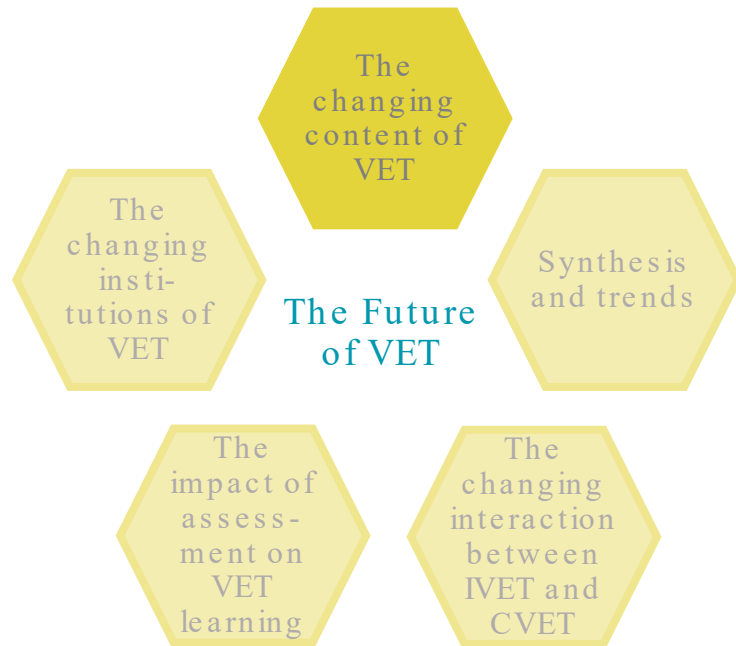 The
changing
content of
VET
The
changing
insti-
tutions of
VET
Synthesis
and trends
The Future
of VET
The
impact of
assess-
ment on
VET
learning
The
changing
interaction
between
IVET and
CVET